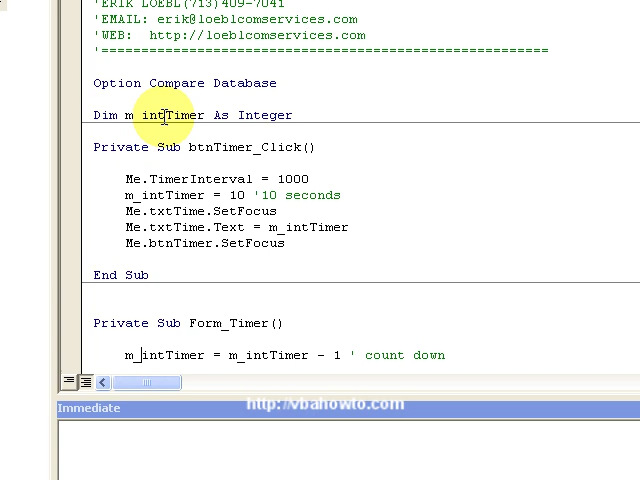 'ERIK LOEBL(713)409-7041
'EMAIL: erik@loeblcomservices.com
'WEB:  http://loeblcomservices.com
'========================================================
Option Compare Database
Dim m_intTimer As Integer
Private Sub btnTimer_Click()
Me.TimerInterval = 1000
m_intTimer = 10 '10 seconds
Me.txtTime.SetFocus
Me.txtTime.Text = m_intTimer
Me.btnTimer.SetFocus
End Sub
Private Sub Form_Timer()
m_intTimer = m_intTimer - 1 ' count down
http://vbahowto.com
Immediate